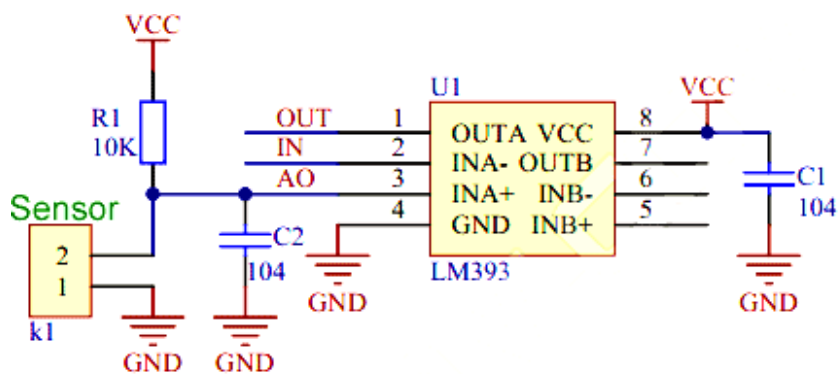 VCC
R1
10K
Sensor
2
1
k1
GND
C2
104
GND
OUT
IN
AO
1
2
3
4
GND
U1
OUTA VCC
INA- OUTB
INA+ INB-
GND INB+
LM393
8
7
6
5
VCC
C1
104
GND